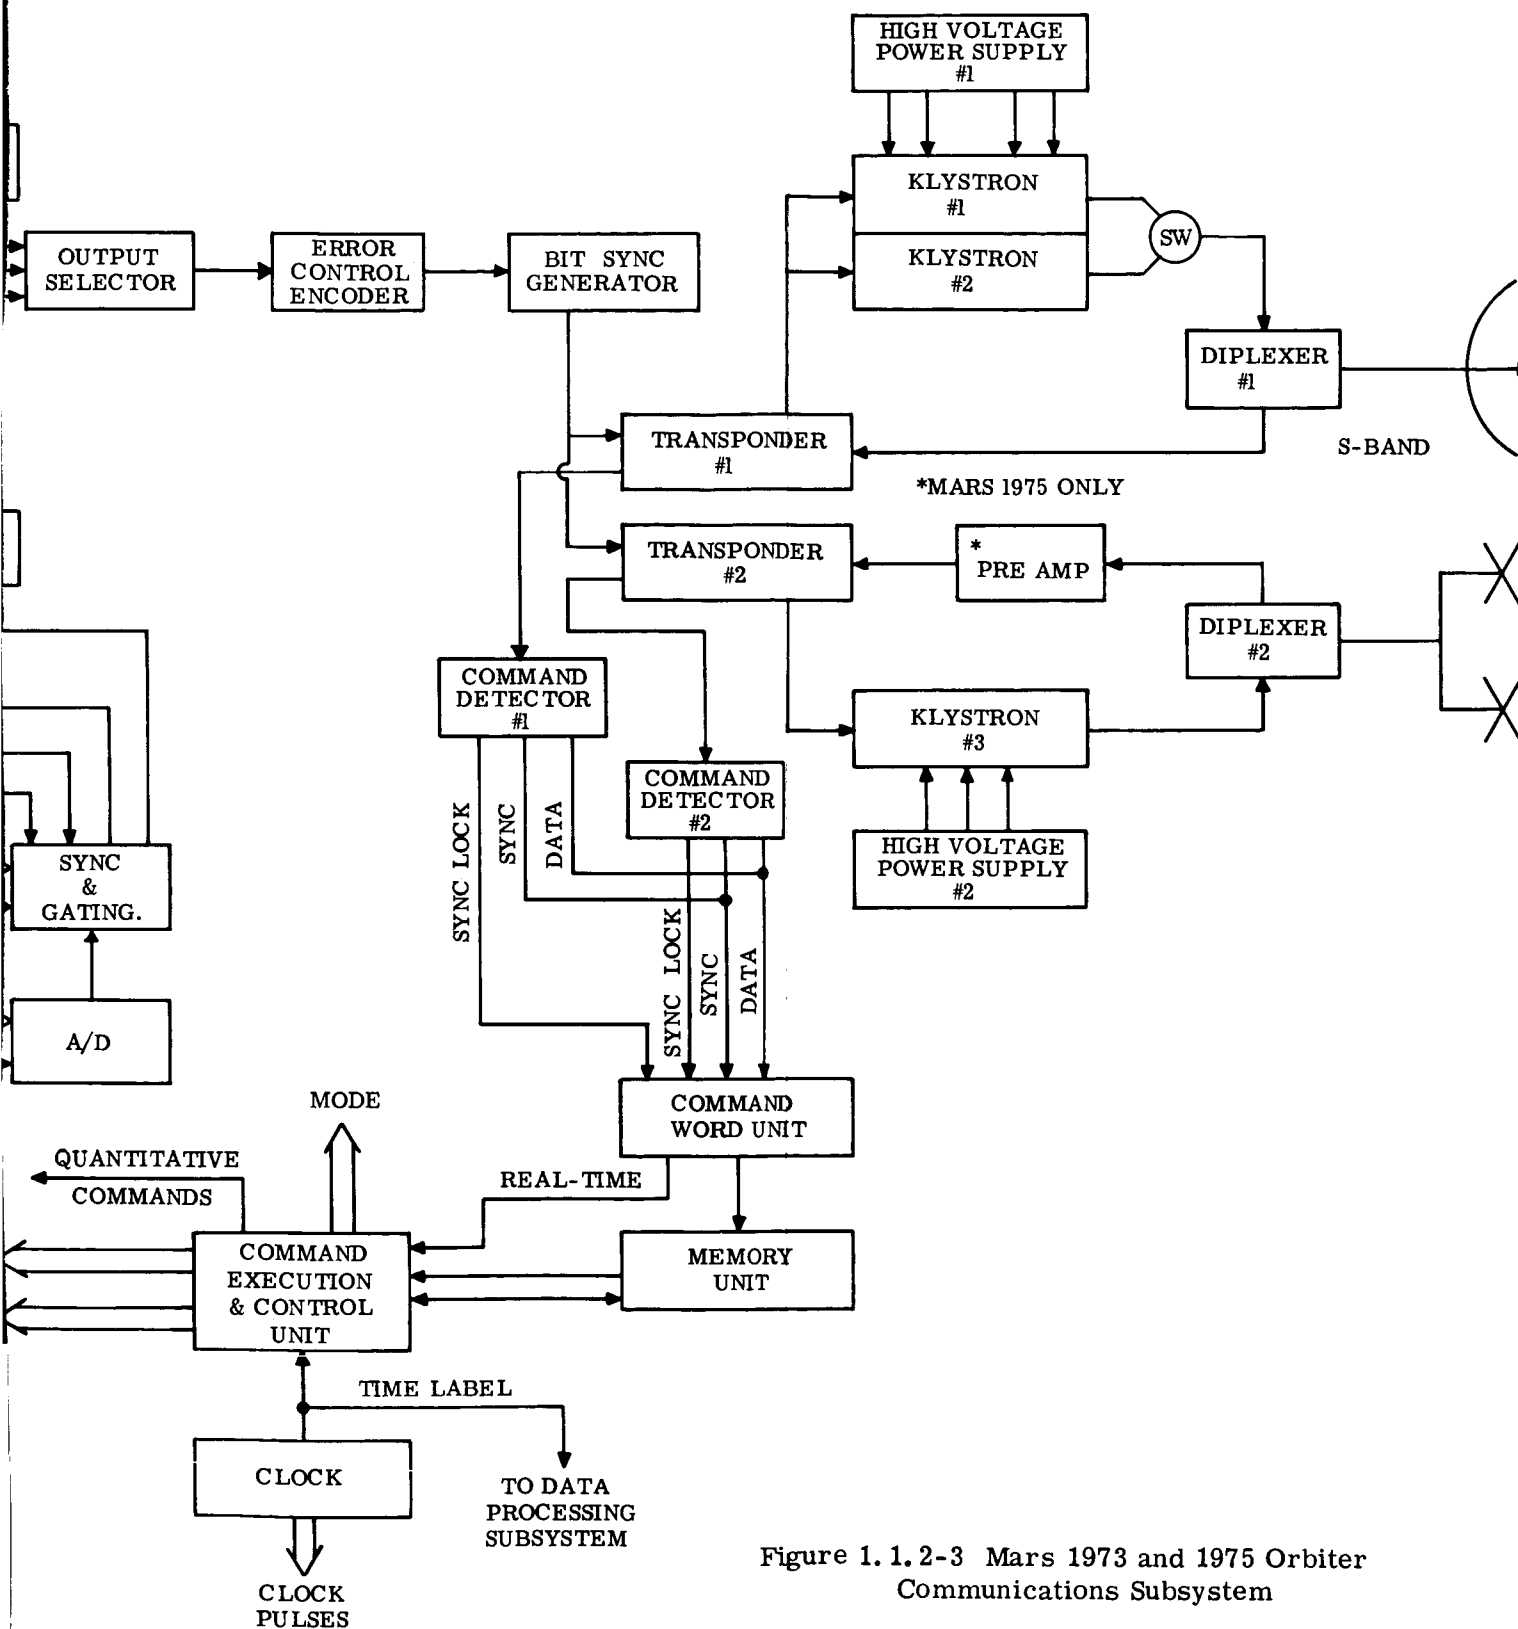 HIGH VOLTAGE
POWER SUPPLY
#1
KLYSTRON
#1
KLYSTRON
#2
SW
OUTPUT
SELECTOR
ERROR
CONTROL
ENCODER
BIT SYNC
GENERATOR
DIPLEXER
#1
TRANSPONDER
#1
S-BAND
*MARS 1975 ONLY
TRANSPONDER
#2
*
PRE AMP
DIPLEXER
#2
COMMAND
DETECTOR
#1
KLYSTRON
#3
COMMAND
DETECTOR
#2
HIGH VOLTAGE
POWER SUPPLY
#2
SYNC LOCK
SYNC
DATA
SYNC
&
GATING.
SYNC LOCK
SYNC
DATA
A/D
COMMAND
WORD UNIT
MODE
QUANTITATIVE
COMMANDS
REAL-TIME
COMMAND
EXECUTION
& CONTROL
UNIT
MEMORY
UNIT
TIME LABEL
CLOCK
TO DATA
PROCESSING
SUBSYSTEM
CLOCK
PULSES
Figure 1.1.2-3 Mars 1973 and 1975 Orbiter
Communications Subsystem